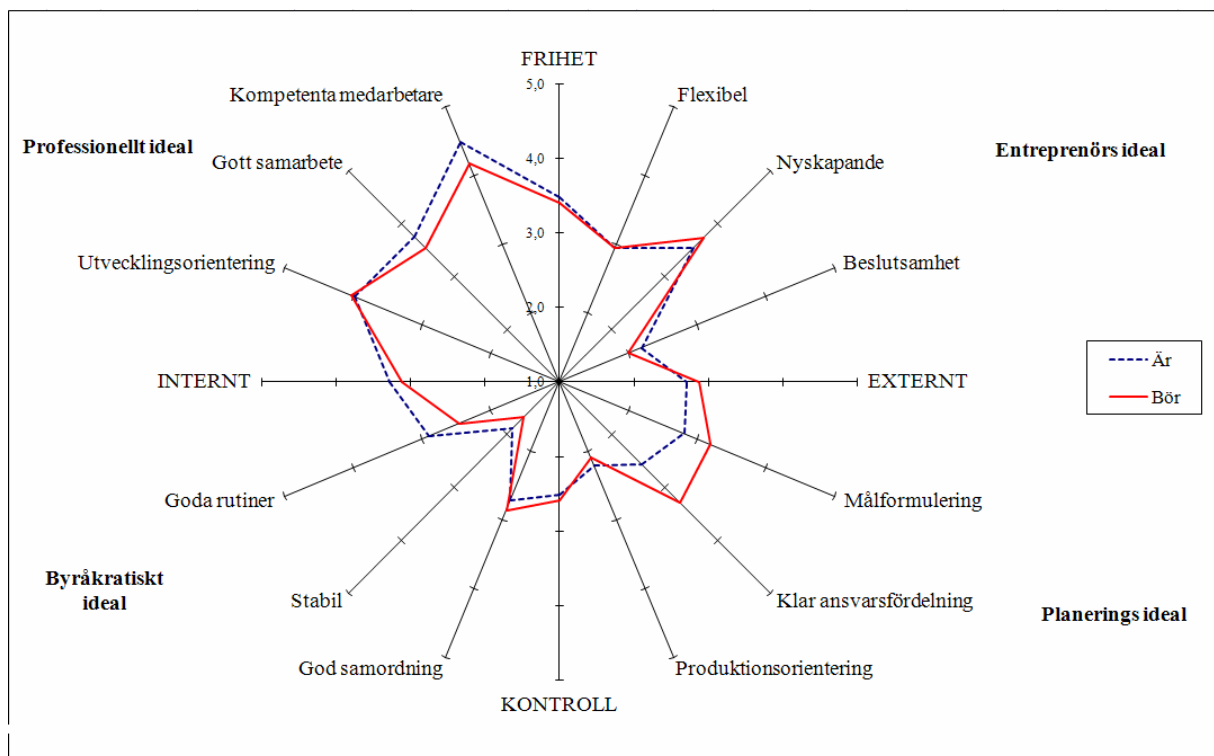 FRIHET
5,0
Kompetenta medarbetare
Flexibel
Professionellt ideal
Gott samarbete
4,0
Nyskapande
Entreprenörs ideal
Utvecklingsorientering
3,0
Beslutsamhet
2,0
INTERNT
1,0
EXTERNT
Är
Bör
Goda rutiner
Målformulering
Byråkratiskt
ideal
Stabil
Klar ansvarsfördelning
Planerings ideal
God samordning
Produktionsorientering
KONTROLL